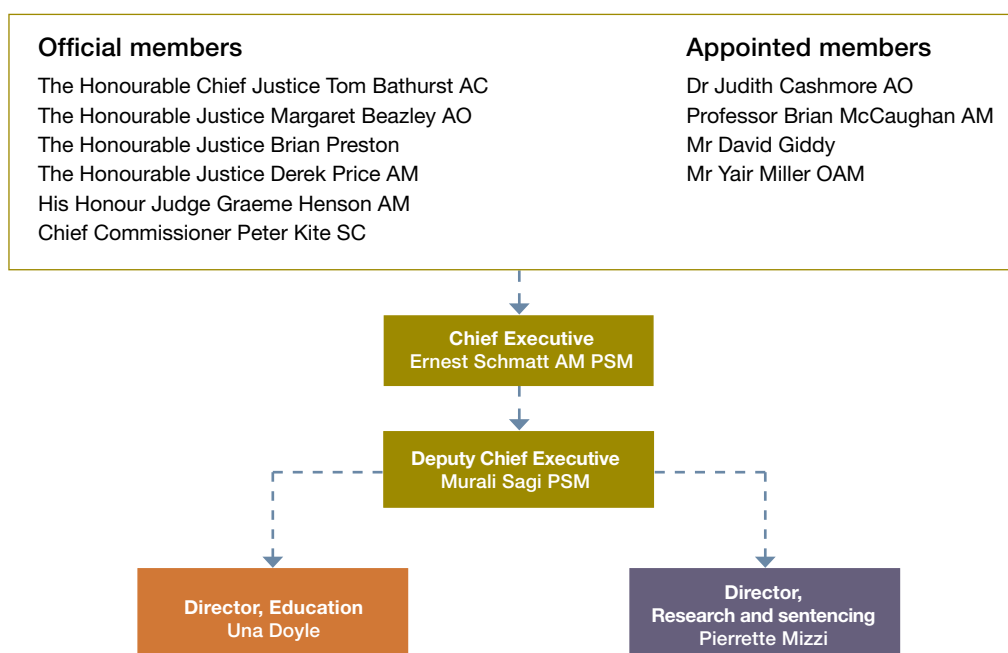 Official members
The Honourable Chief Justice Tom Bathurst AC
The Honourable Justice Margaret Beazley AO
The Honourable Justice Brian Preston
The Honourable Justice Derek Price AM
His Honour Judge Graeme Henson AM
Chief Commissioner Peter Kite SC
Appointed members
Dr Judith Cashmore AO
Professor Brian McCaughan AM
Mr David Giddy
Mr Yair Miller OAM
Chief Executive
Ernest Schmatt AM PSM
Deputy Chief Executive
Murali Sagi PSM
Director, Education
Una Doyle
Director,
Research and sentencing
Pierrette Mizzi